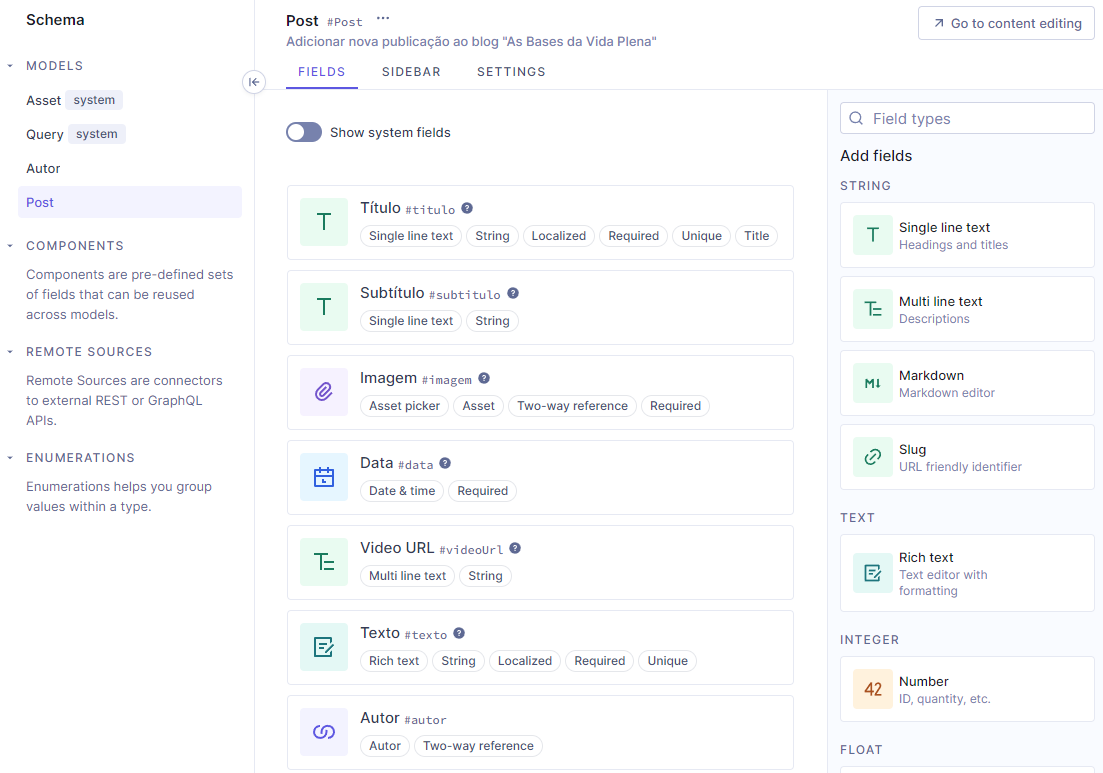 Schema
MODELS
Asset system
Query system
Autor
Post
COMPONENTS
Components are pre-defined sets
of fields that can be reused
across models.
REMOTE SOURCES
Remote Sources are connectors
to external REST or GraphQL
APIs.
ENUMERATIONS
Enumerations helps you group
values within a type.
Post #Post ...
Adicionar nova publicação ao blog "As Bases da Vida Plena"
Go to content editing
FIELDS SIDEBAR SETTINGS
Show system fields
T
Título #titulo ?
Single line text String Localized Required Unique Title
T
Subtítulo #subtitulo ?
Single line text String
Imagem #imagem ?
Asset picker Asset Two-way reference Required
Data #data ?
Date & time Required
T
Video URL #videoUrl ?
Multi line text String
Texto #texto ?
Rich text String Localized Required Unique
Autor #autor
Autor Two-way reference
Field types
Add fields
STRING
T
Single line text
Headings and titles
T
Multi line text
Descriptions
M↓
Markdown
Markdown editor
Slug
URL friendly identifier
TEXT
Rich text
Text editor with
formatting
INTEGER
42
Number
ID, quantity, etc.
FLOAT